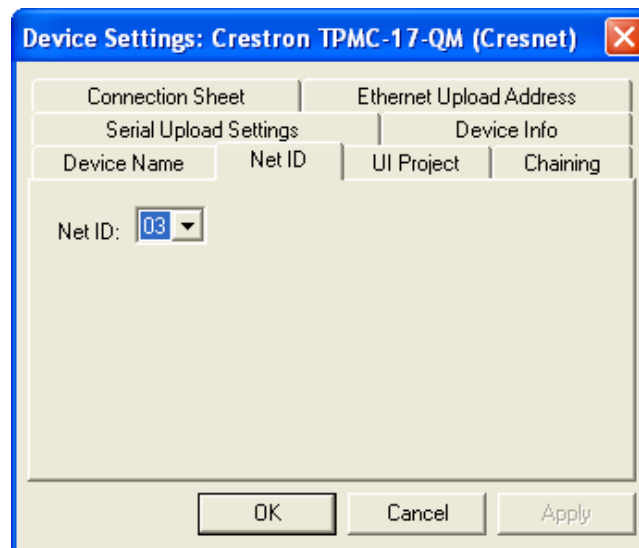 Device Settings: Crestron TPMC-17-QM (Cresnet)
Connection Sheet Ethernet Upload Address
Serial Upload Settings Device Info
Device Name Net ID UI Project Chaining
Net ID: 03
OK Cancel Apply